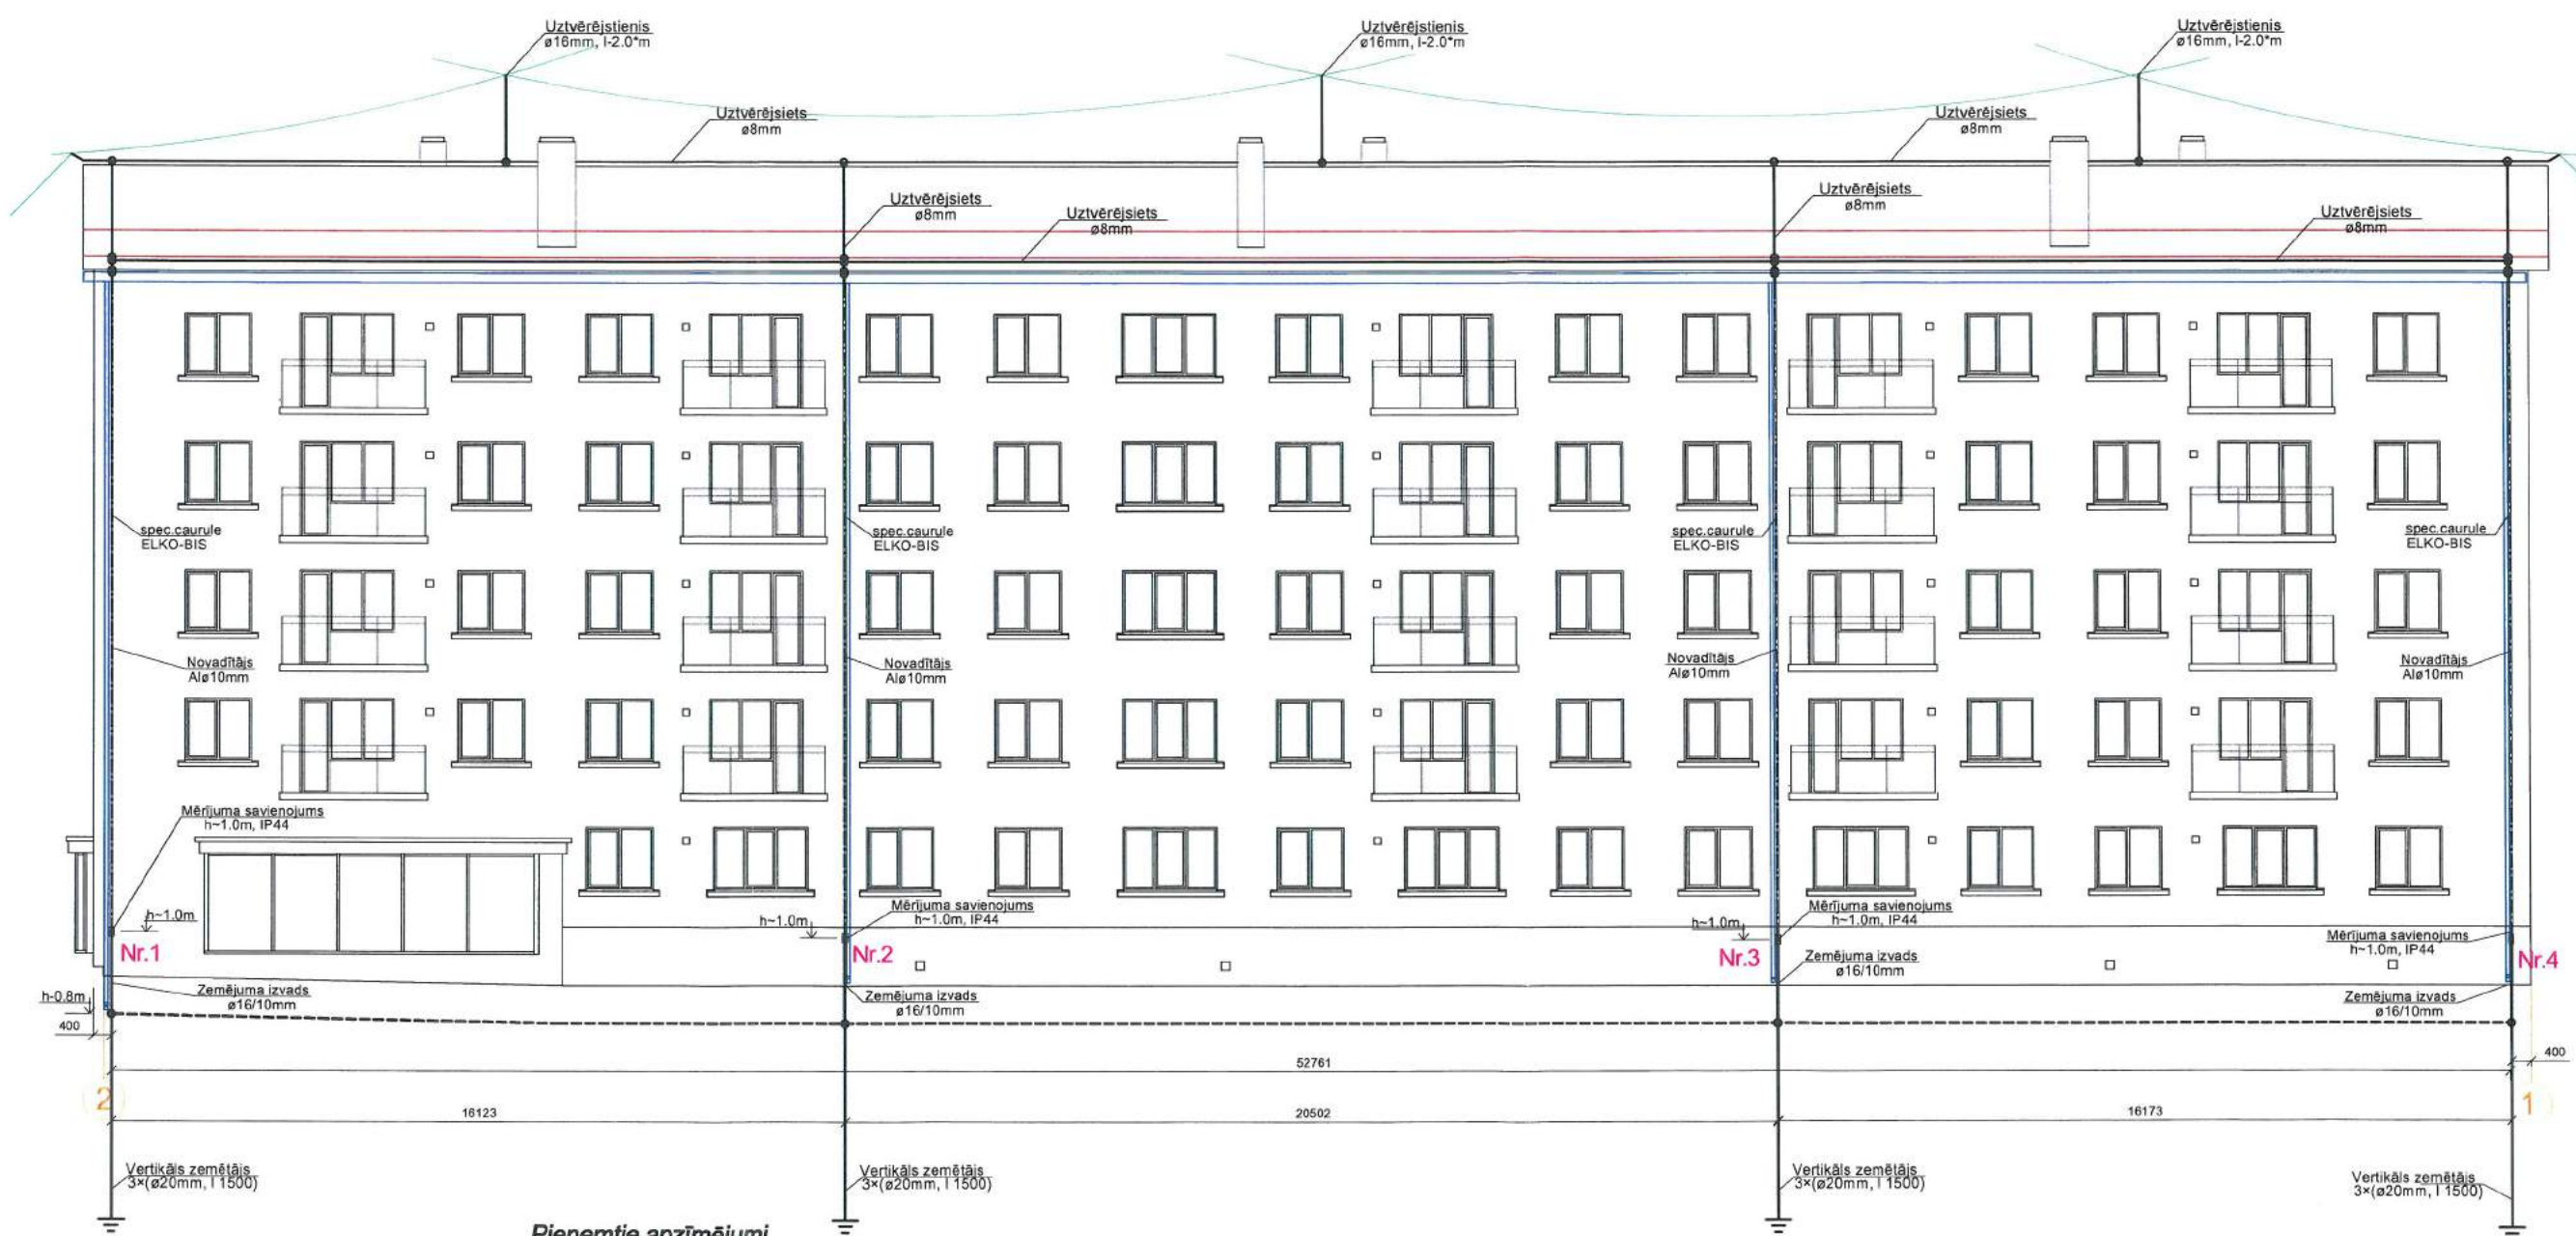 Uztvērējstienis
ø16mm, l-2.0*m
Uztvērējstienis
ø16mm, l-2.0*m
Uztvērējstienis
ø16mm, l-2.0*m
Uztvērējsiets
ø8mm
Uztvērējsiets
ø8mm
Uztvērējsiets
ø8mm
Uztvērējsiets
ø8mm
Uztvērējsiets
ø8mm
Uztvērējsiets
ø8mm
spec.caurule
ELKO-BIS
spec.caurule
ELKO-BIS
spec.caurule
ELKO-BIS
spec.caurule
ELKO-BIS
Novadītājs
Alø10mm
Novadītājs
Alø10mm
Novadītājs
Alø10mm
Novadītājs
Alø10mm
Mērījuma savienojums
h~1.0m, IP44
h~1.0m
Nr.1
h~1.0m
Mērījuma savienojums
h~1.0m, IP44
Nr.2
h~1.0m
Mērījuma savienojums
h~1.0m, IP44
Nr.3
Mērījuma savienojums
h~1.0m, IP44
Nr.4
h-0.8m
400
Zemējuma izvads
ø16/10mm
Zemējuma izvads
ø16/10mm
Zemējuma izvads
ø16/10mm
Zemējuma izvads
ø16/10mm
52761
400
2
1
16123
20502
16173
Vertikāls zemētājs
3×(ø20mm, l 1500)
Vertikāls zemētājs
3×(ø20mm, l 1500)
Vertikāls zemētājs
3×(ø20mm, l 1500)
Vertikāls zemētājs
3×(ø20mm, l 1500)
Pieņemtie apzīmējumi